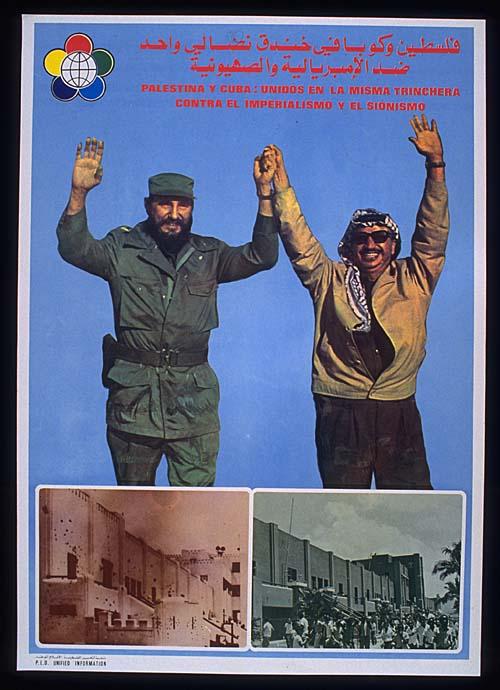 فلسطين وكوبا في خندق نضالي واحد
ضد الإمبريالية والصهيونية
PALESTINA Y CUBA: UNIDOS EN LA MISMA TRINCHERA
CONTRA EL IMPERIALISMO Y EL SIONISMO
P.L.O. UNIFIED INFORMATION